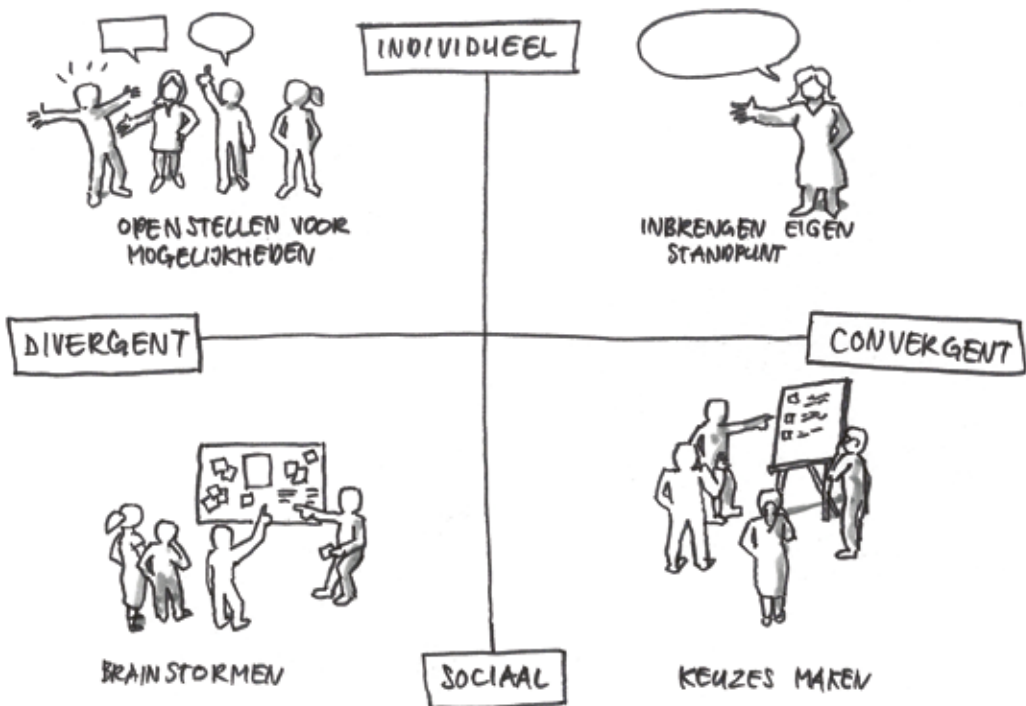 INDIVIDUEEL
OPENSTELLEN VOOR
MOGELIJKHEDEN
INBRENGEN EIGEN
STANDPUNT
DIVERGENT
CONVERGENT
BRAINSTORMEN
SOCIAAL
KEUZES MAKEN